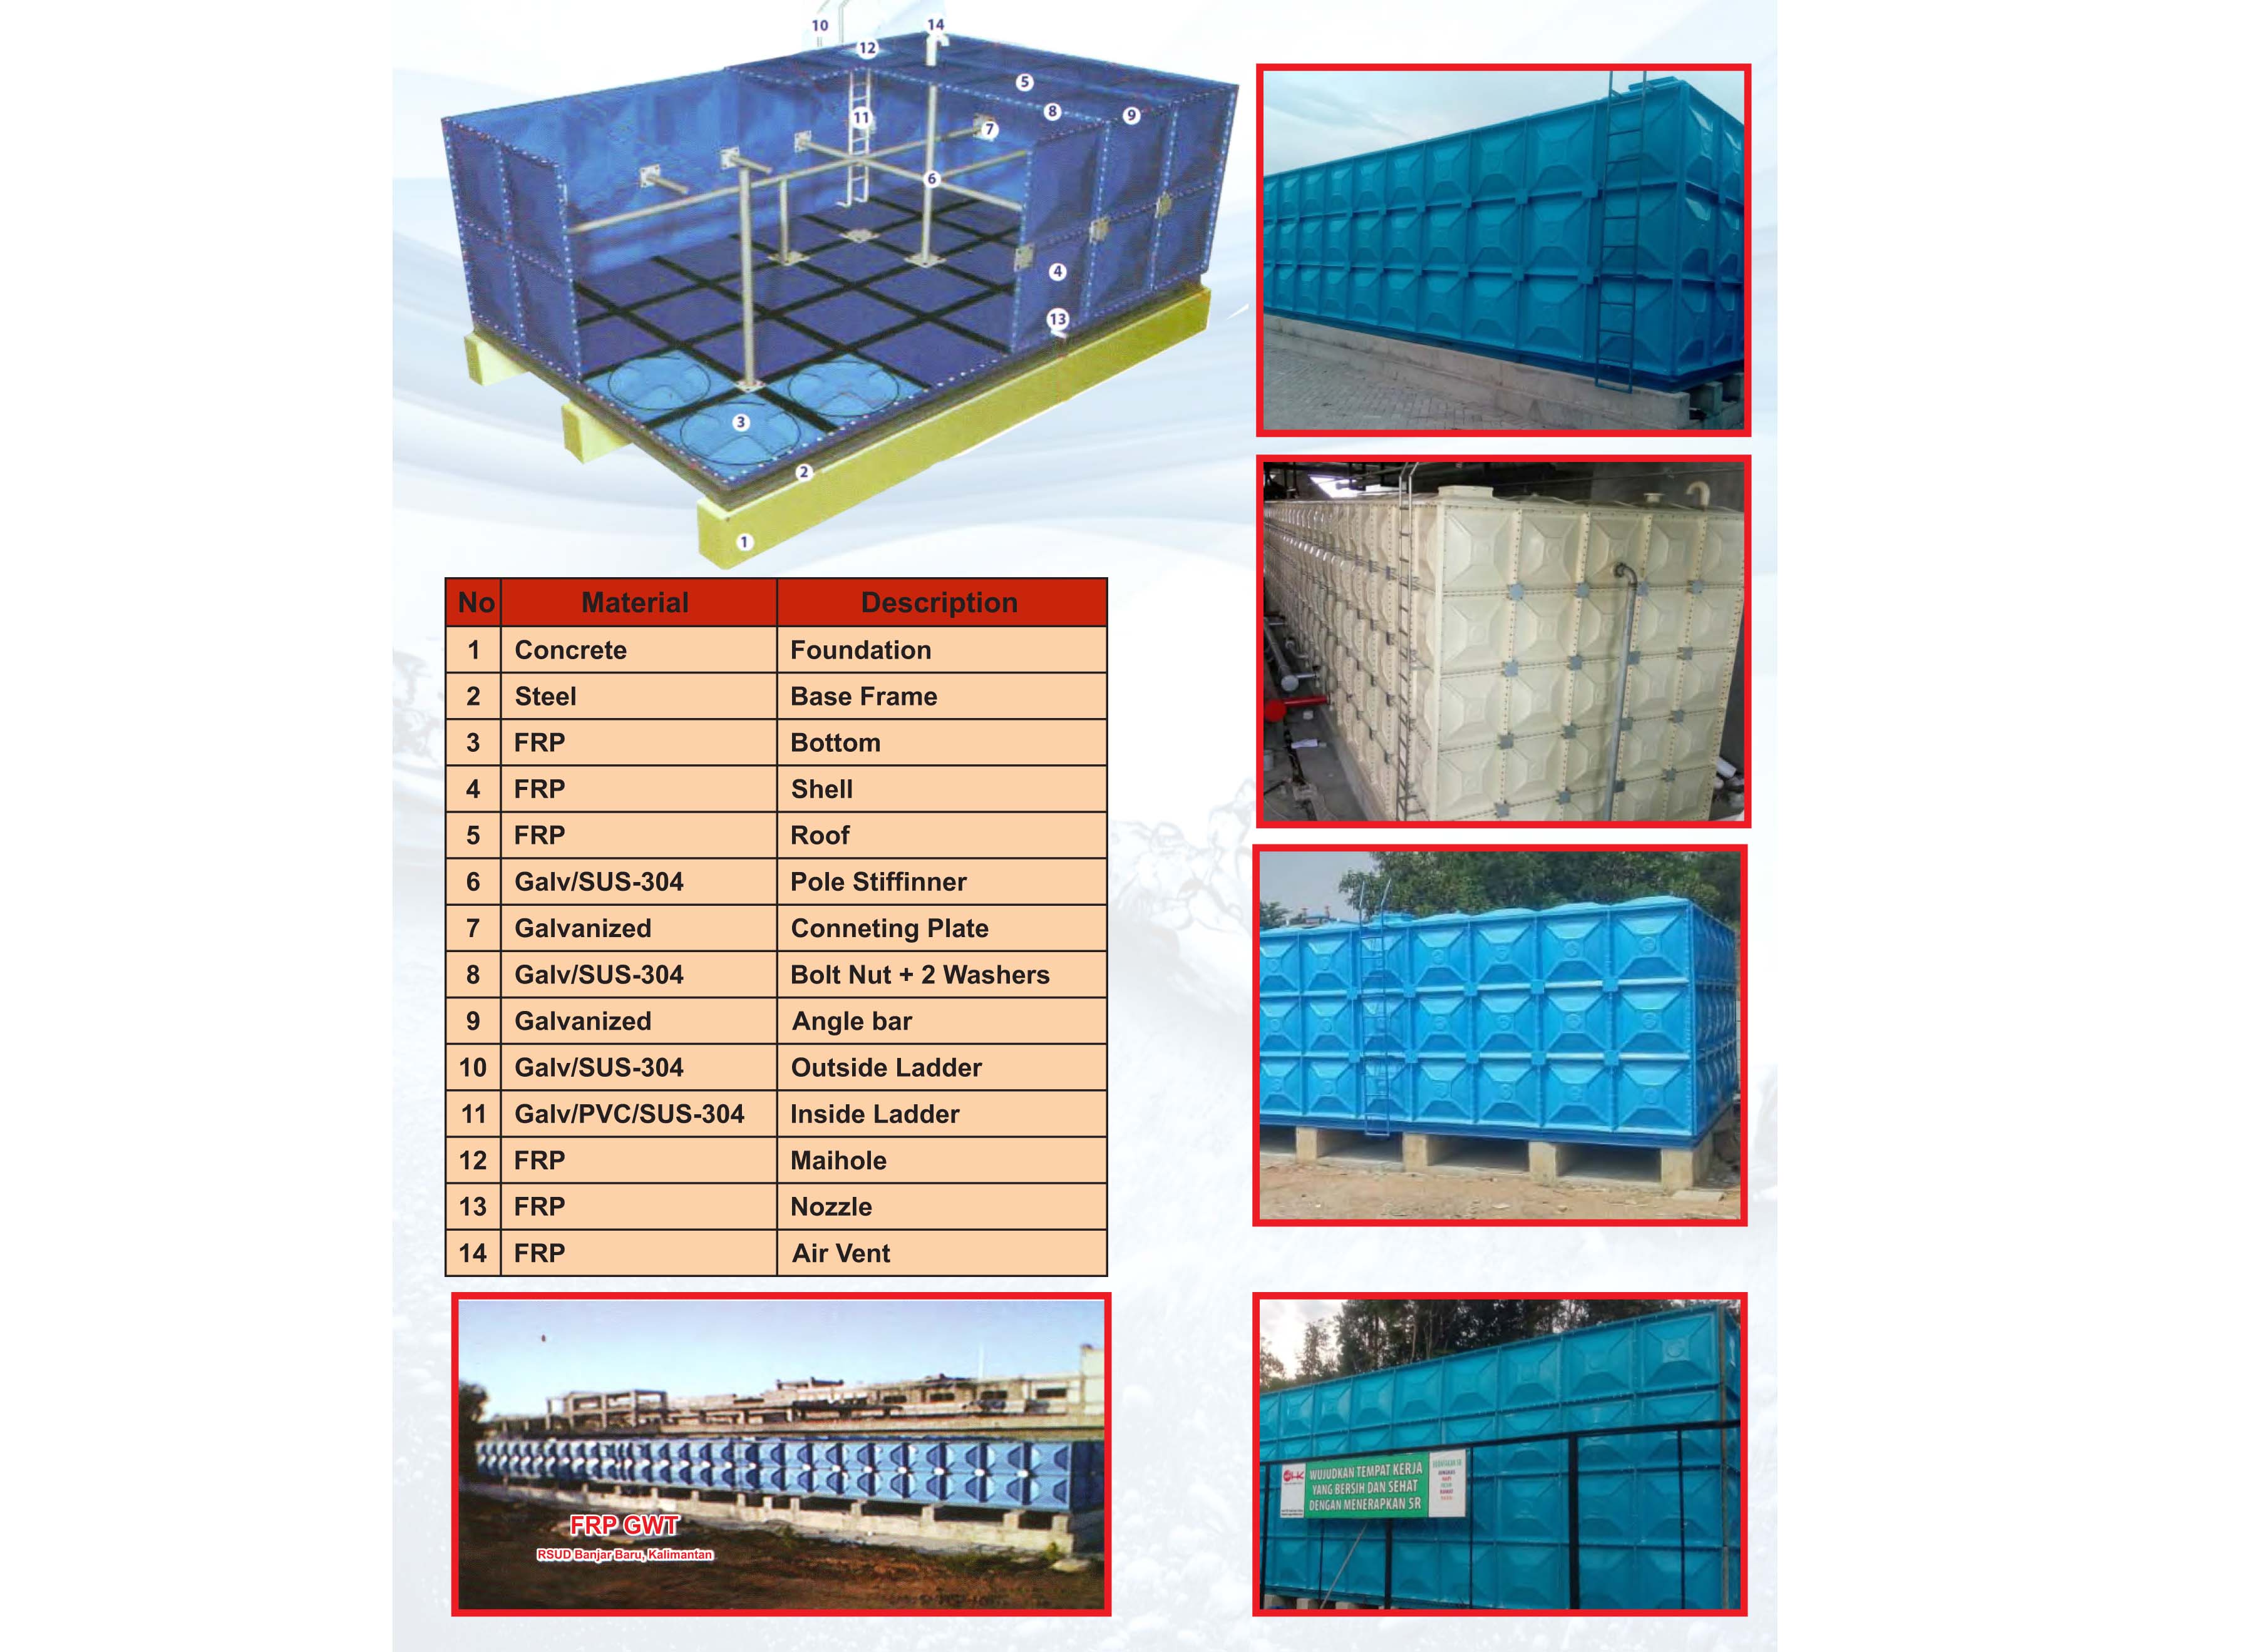 10
14
12
5
8
9
11
7
6
4
13
3
2
1
No Material Description
1 Concrete Foundation
2 Steel Base Frame
3 FRP Bottom
4 FRP Shell
5 FRP Roof
6 Galv/SUS-304 Pole Stiffinner
7 Galvanized Conneting Plate
8 Galv/SUS-304 Bolt Nut + 2 Washers
9 Galvanized Angle bar
10 Galv/SUS-304 Outside Ladder
11 Galv/PVC/SUS-304 Inside Ladder
12 FRP Maihole
13 FRP Nozzle
14 FRP Air Vent
FRP GWT
RSUD Banjar Baru, Kalimantan
WUJUDKAN TEMPAT KERJA
YANG BERSIH DAN SEHAT
DENGAN MENERAPKAN 5R